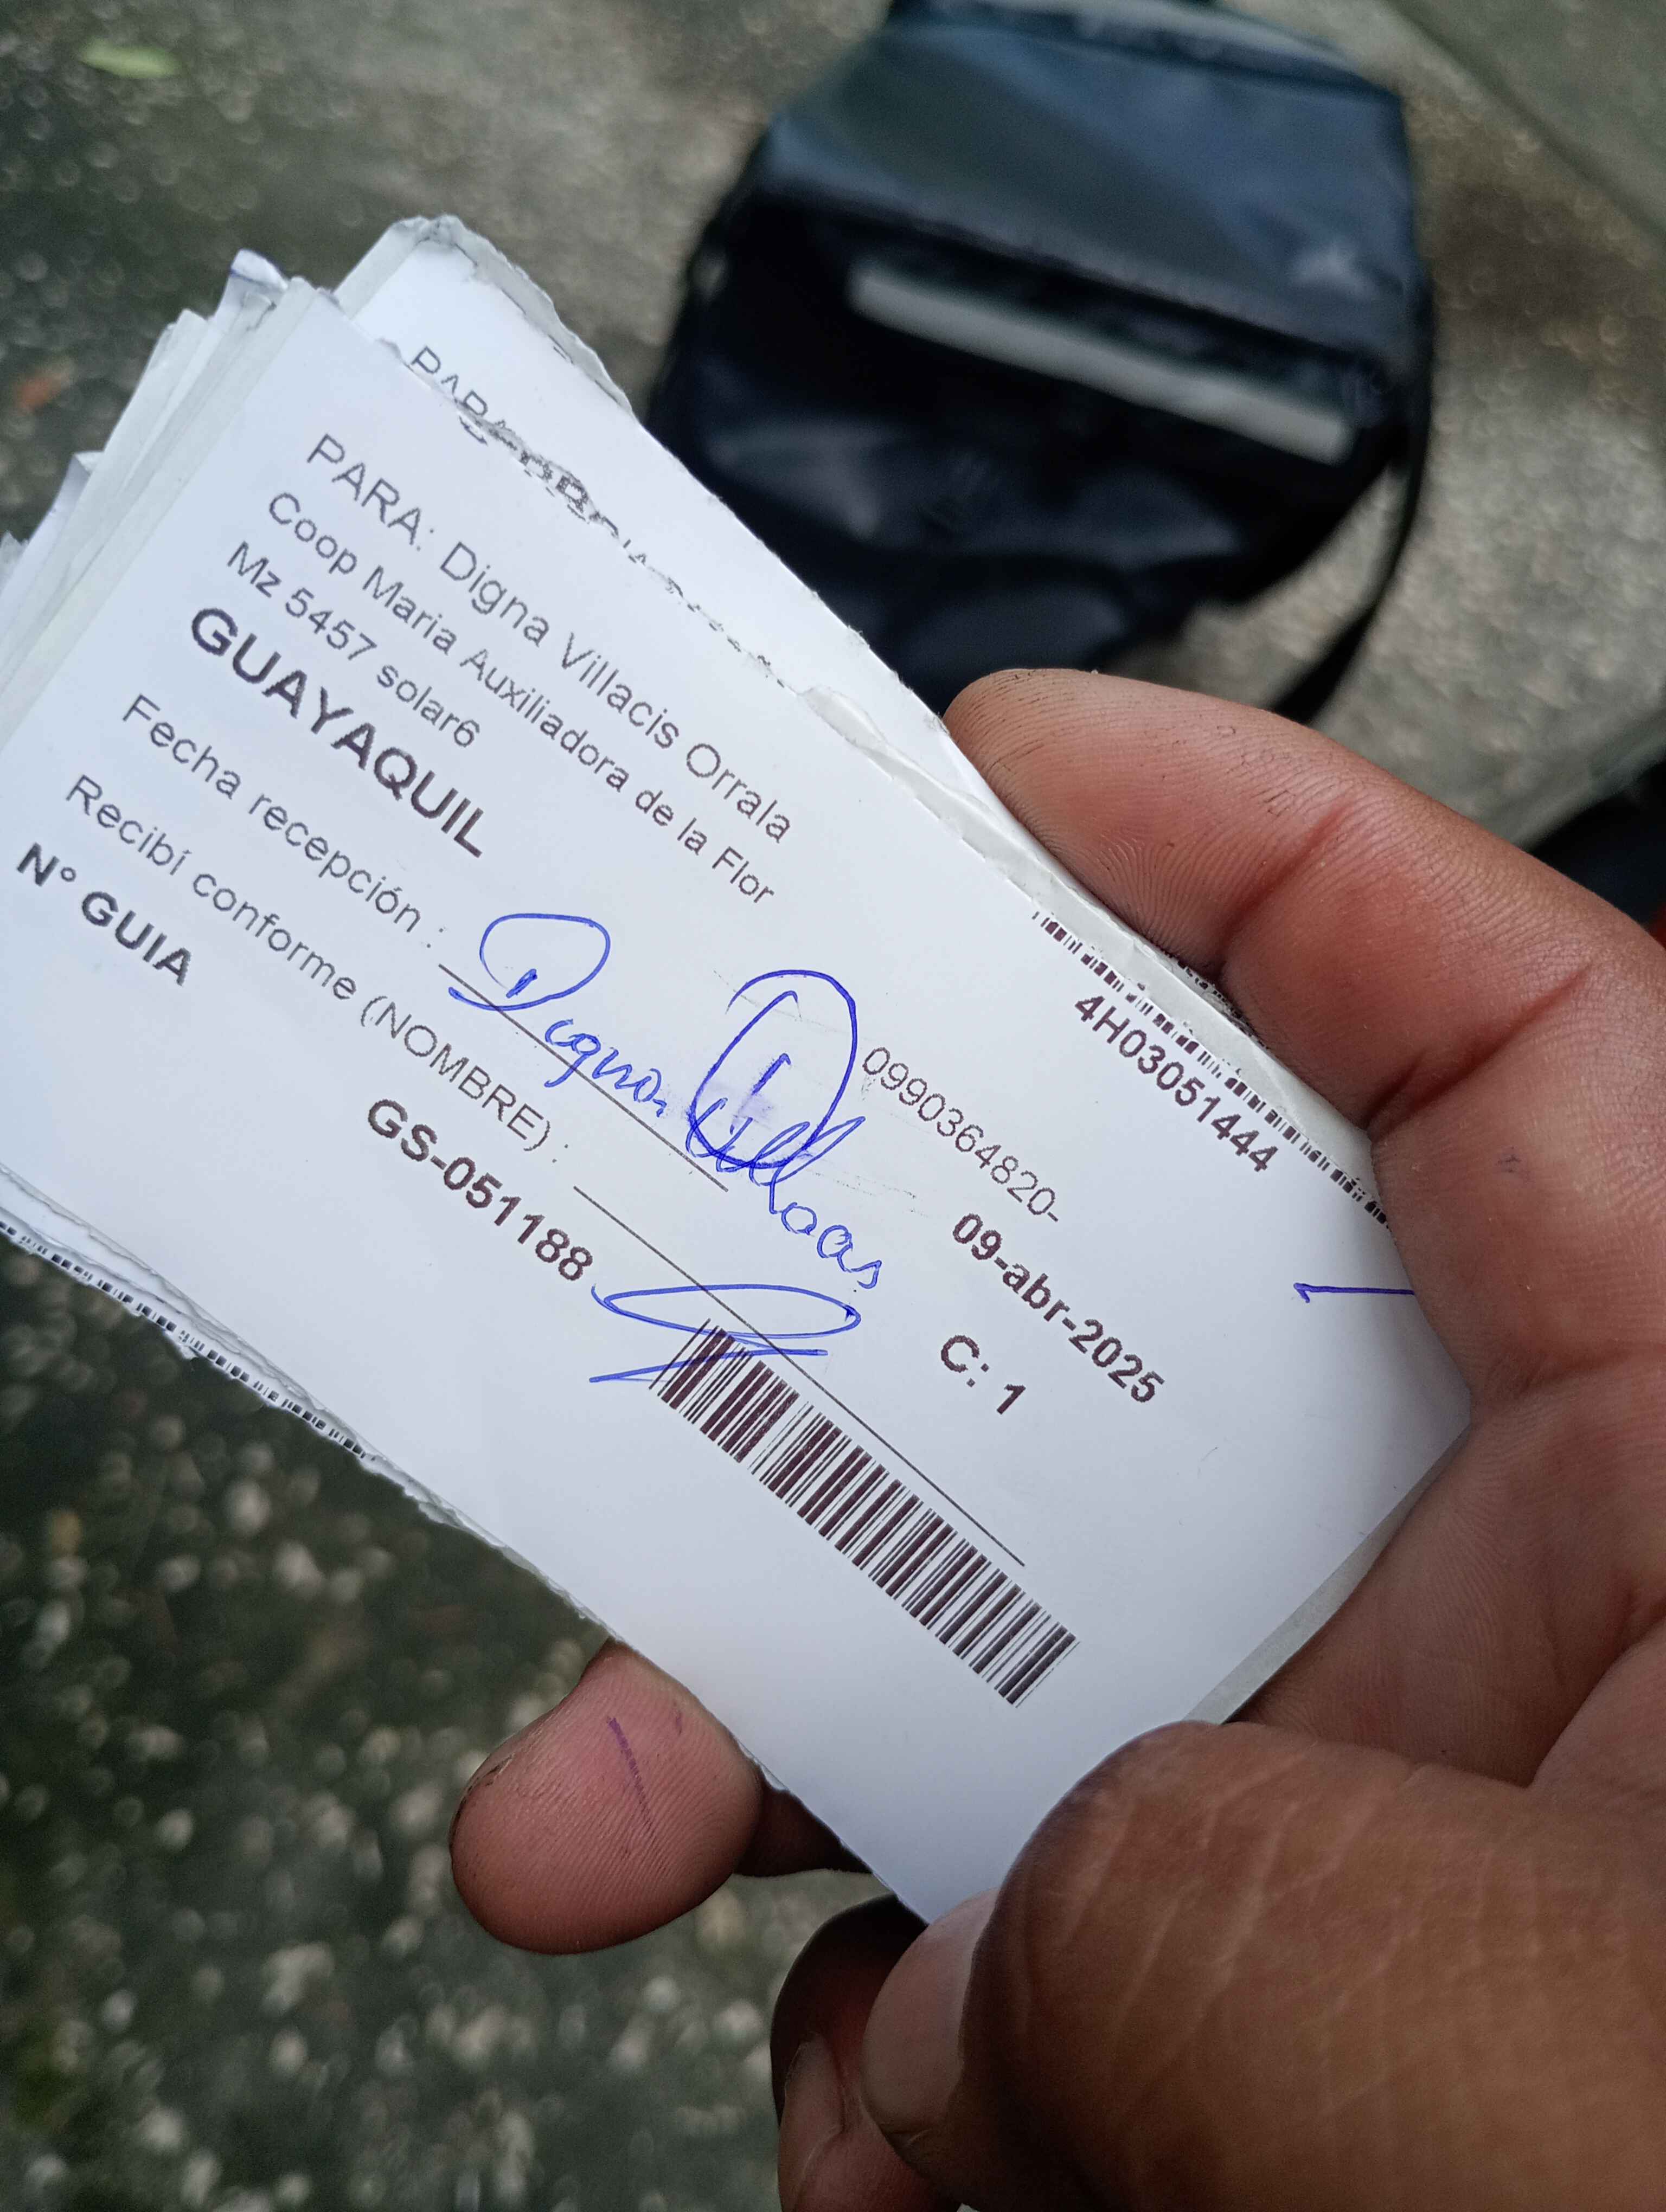 PARA: Digna Villacis Orrala
Coop Maria Auxiliadora de la Flor
Mz 5457 solar6
GUAYAQUIL
4H03051444
0990364820-
09-abr-2025
Fecha recepción :
Digna
C: 1
Recibí conforme (NOMBRE) :
N° GUIA
GS-051188